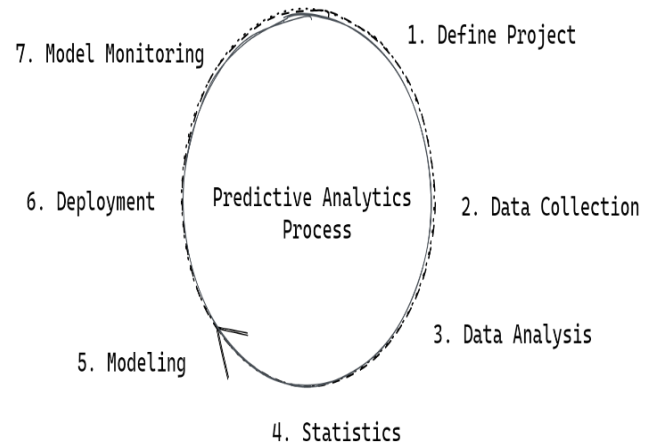 Predictive Analytics
Process
1. Define Project
2. Data Collection
3. Data Analysis
4. Statistics
5. Modeling
6. Deployment
7. Model Monitoring